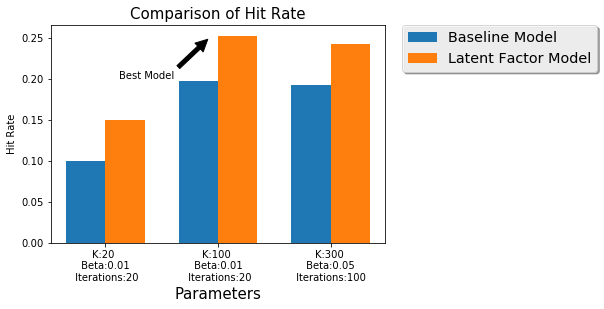 Comparison of Hit Rate
Baseline Model
Latent Factor Model
Best Model
Hit Rate
0.25
0.20
0.15
0.10
0.05
0.00
K:20
Beta:0.01
Iterations:20
K:100
Beta:0.01
Iterations:20
K:300
Beta:0.05
Iterations:100
Parameters